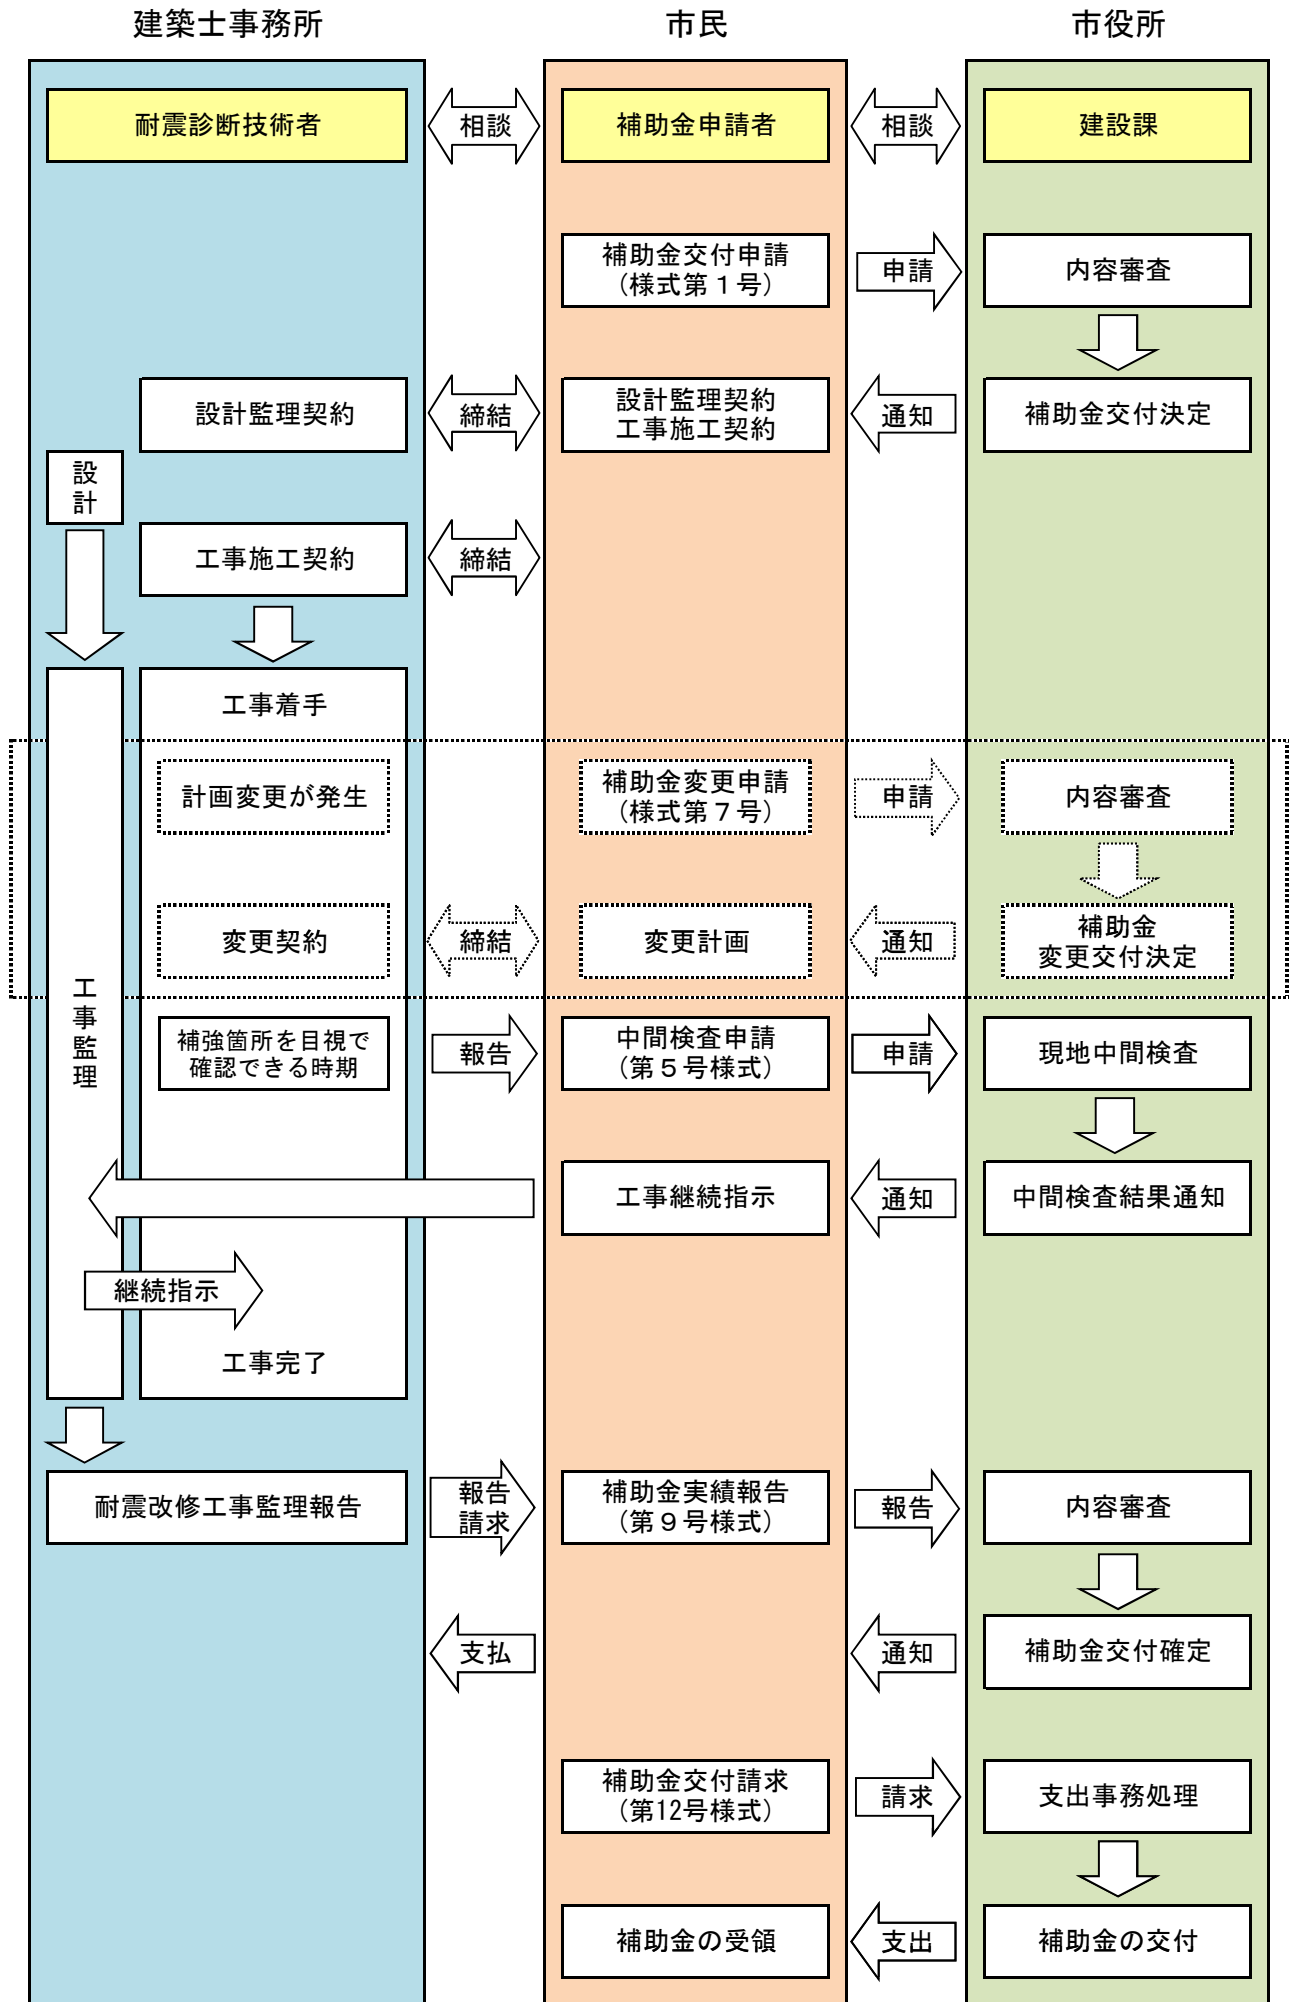 建築士事務所
市民
市役所
耐震診断技術者
相談
補助金申請者
相談
建設課
補助金交付申請
(様式第１号)
申請
内容審査
設計監理契約
締結
設計監理契約
工事施工契約
通知
補助金交付決定
設
計
工事施工契約
締結
工事着手
計画変更が発生
補助金変更申請
(様式第７号)
申請
内容審査
変更契約
締結
変更計画
通知
補助金
変更交付決定
工
事
監
理
補強箇所を目視で
確認できる時期
報告
中間検査申請
(第５号様式)
申請
現地中間検査
工事継続指示
通知
中間検査結果通知
継続指示
工事完了
耐震改修工事監理報告
報告
請求
補助金実績報告
(第９号様式)
報告
内容審査
支払
通知
補助金交付確定
補助金交付請求
(第12号様式)
請求
支出事務処理
補助金の受領
支出
補助金の交付